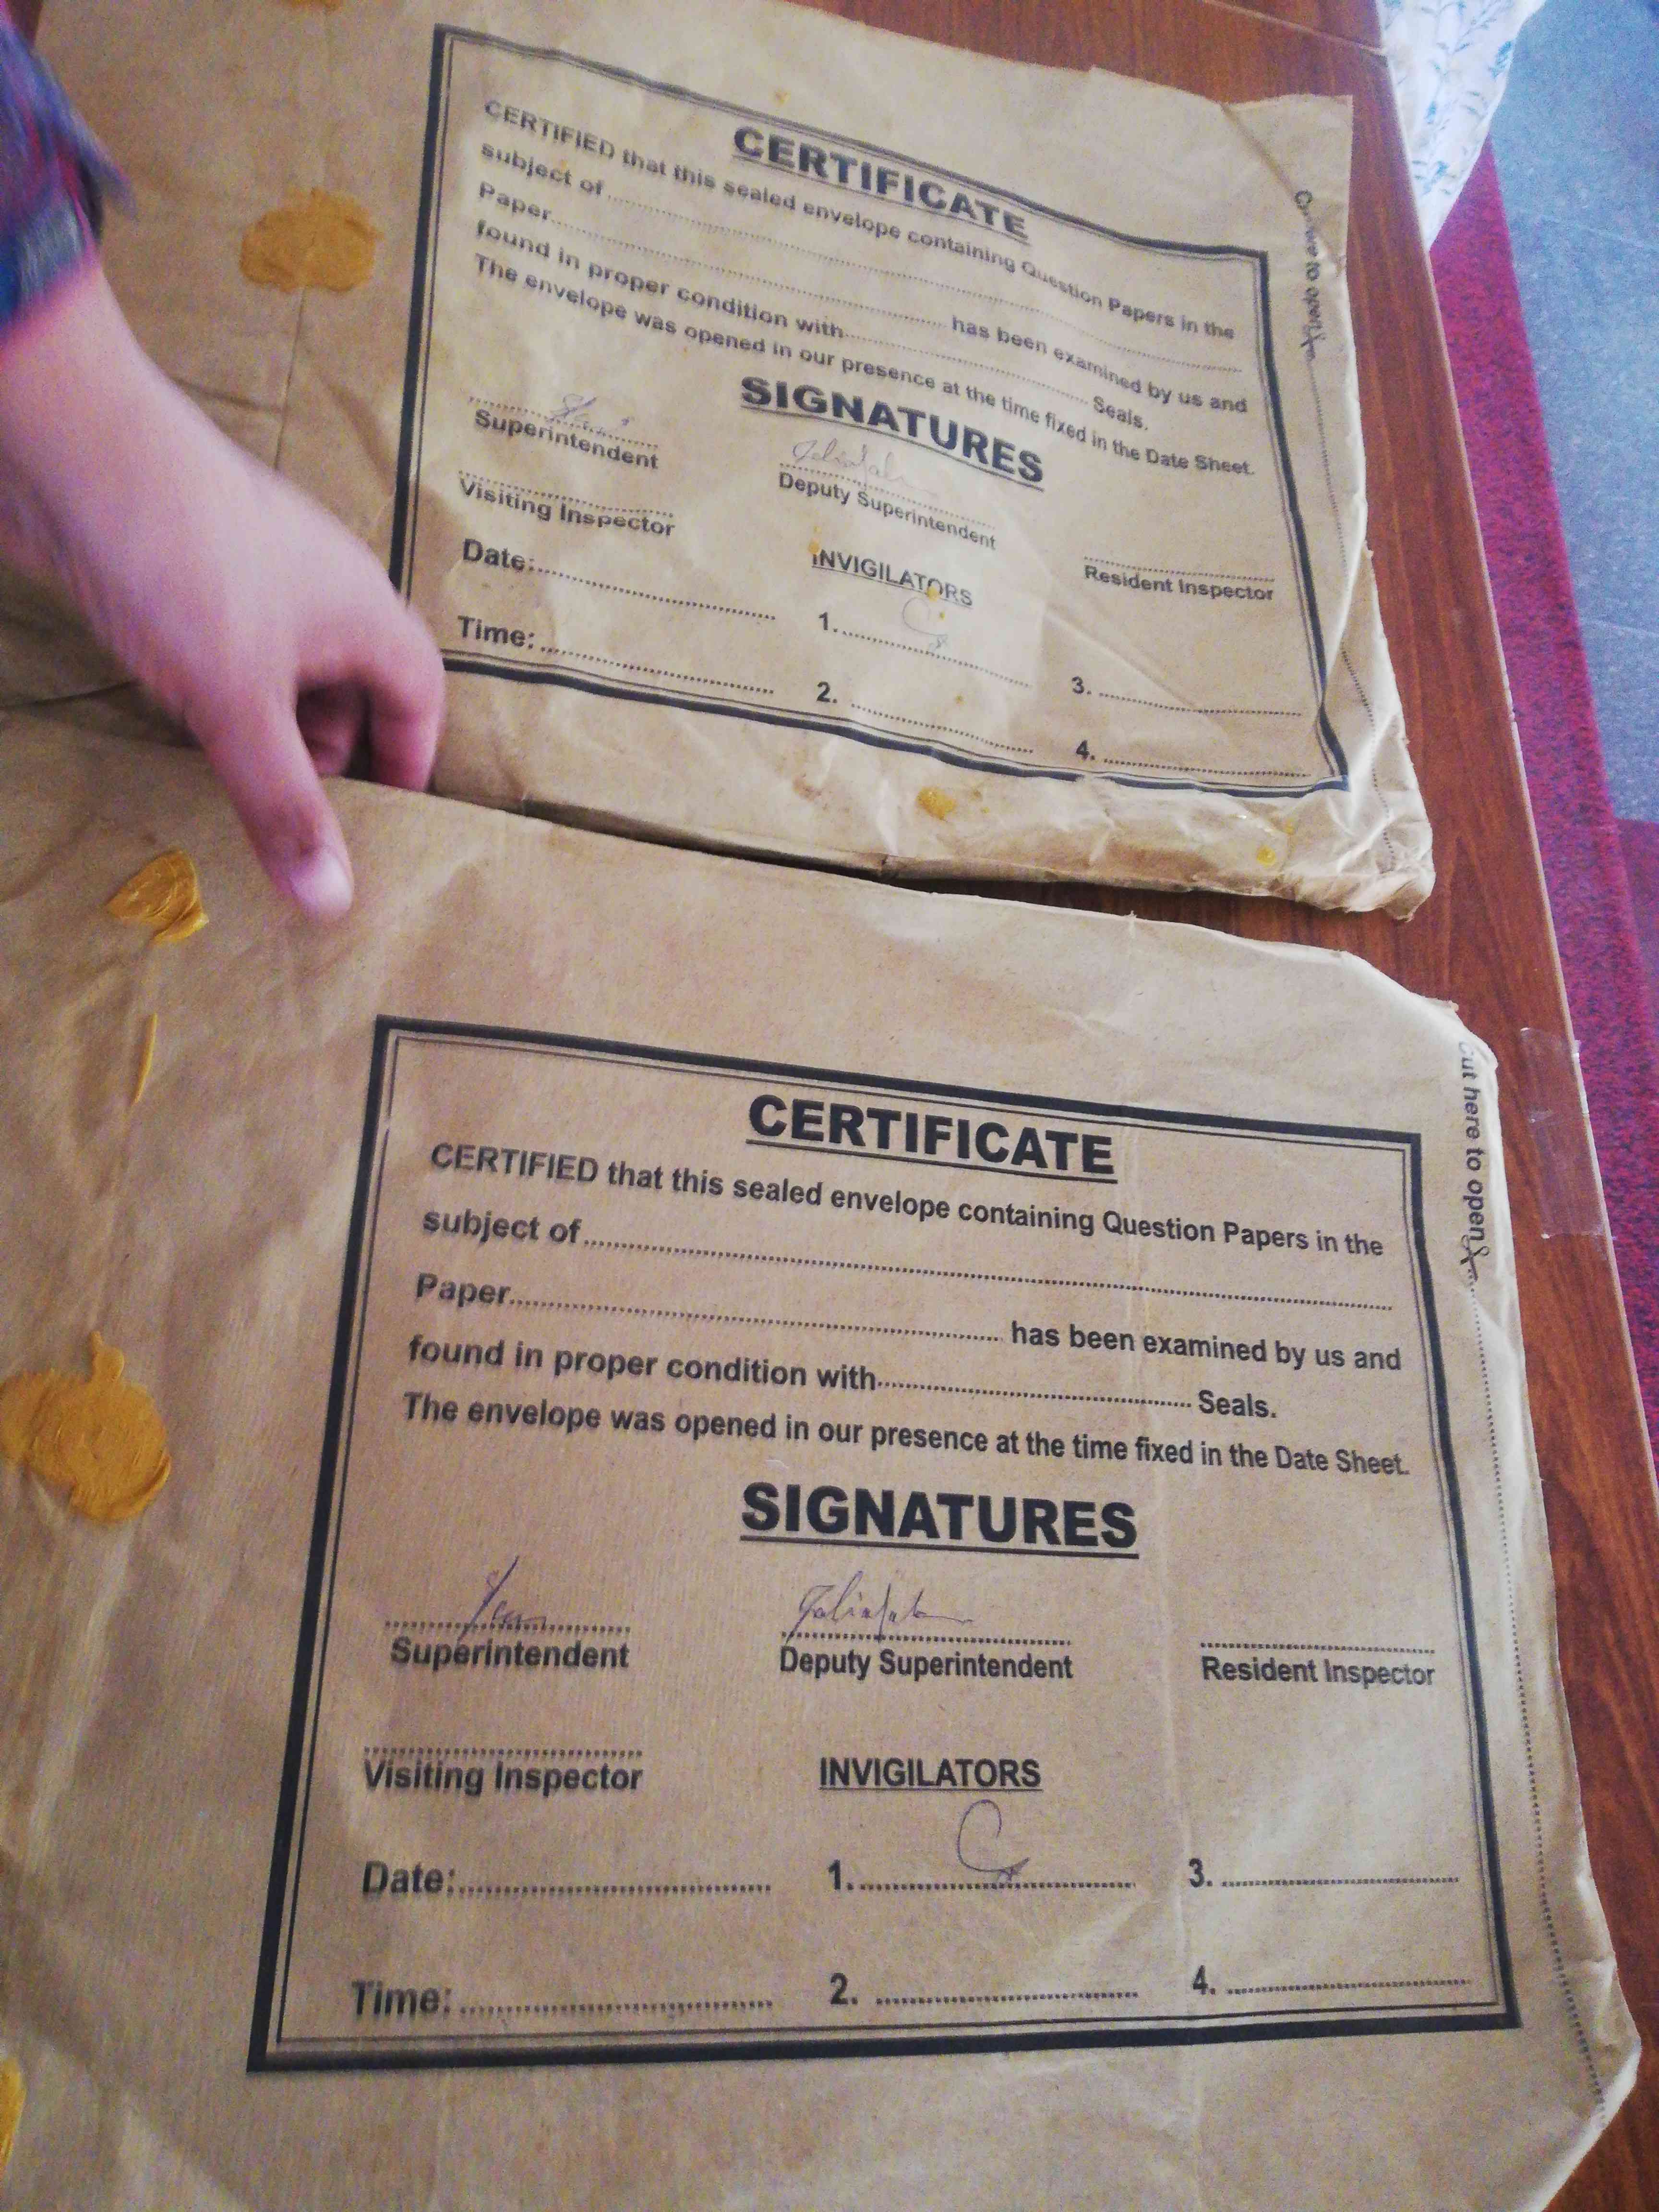 CERTIFICATE
CERTIFIED that this sealed envelope containing Question Papers in the
subject of
Paper has been examined by us and
found in proper condition with Seals.
The envelope was opened in our presence at the time fixed in the Date Sheet.
SIGNATURES
Superintendent
Deputy Superintendent
Resident Inspector
Visiting Inspector
INVIGILATORS
Date:
1.
3.
Time:
2.
4.
to open
CERTIFICATE
CERTIFIED that this sealed envelope containing Question Papers in the
subject of
Paper has been examined by us and
found in proper condition with Seals.
The envelope was opened in our presence at the time fixed in the Date Sheet.
SIGNATURES
Superintendent
Deputy Superintendent
Resident Inspector
Visiting Inspector
INVIGILATORS
Date:
1.
3.
Time:
2.
4.
Cut here to open